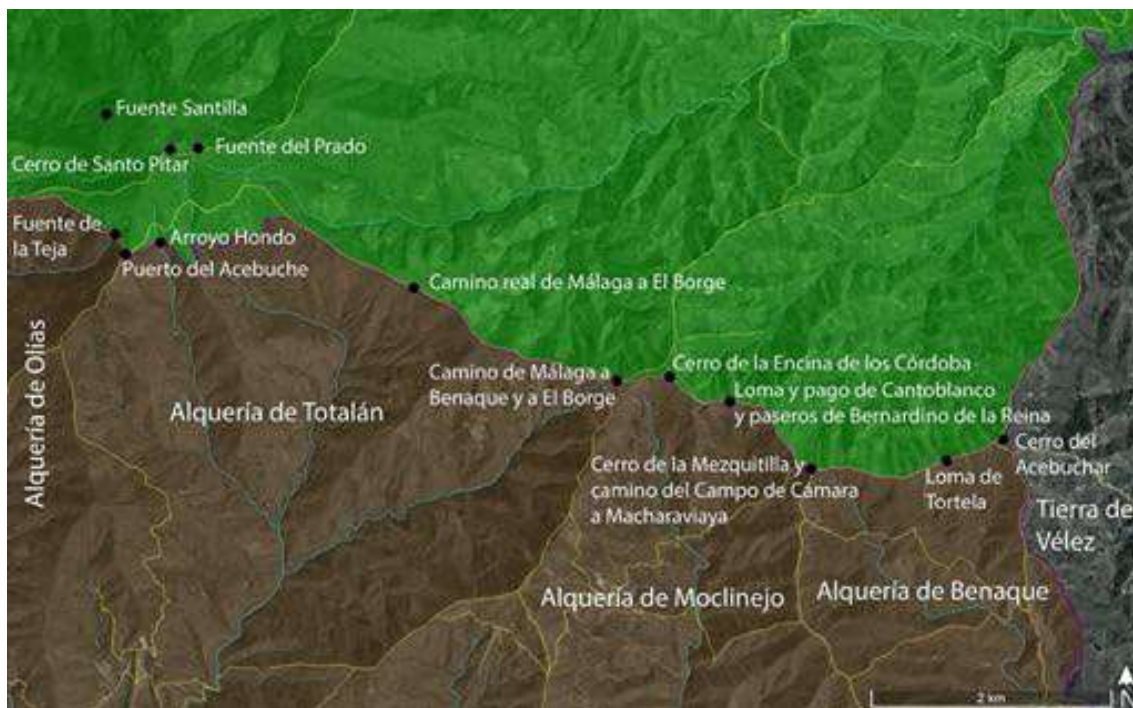 Fuente Santilla
Fuente del Prado
Cerro de Santo Pitar
Fuente de
la Teja
Arroyo Hondo
Puerto del Acebuche
Camino real de Málaga a El Borge
Alquería de Olías
Alquería de Totalán
Camino de Málaga a
Benaque y a El Borge
Cerro de la Encina de los Córdoba
Loma y pago de Cantoblanco
y paseros de Bernardino de la Reina
Cerro de la Mezquitilla y
camino del Campo de Cámara
a Macharaviaya
Loma de
Tortela
Cerro del
Acebuchar
Tierra de
Vélez
Alquería de Moclinejo
Alquería de Benaque
2 km
N